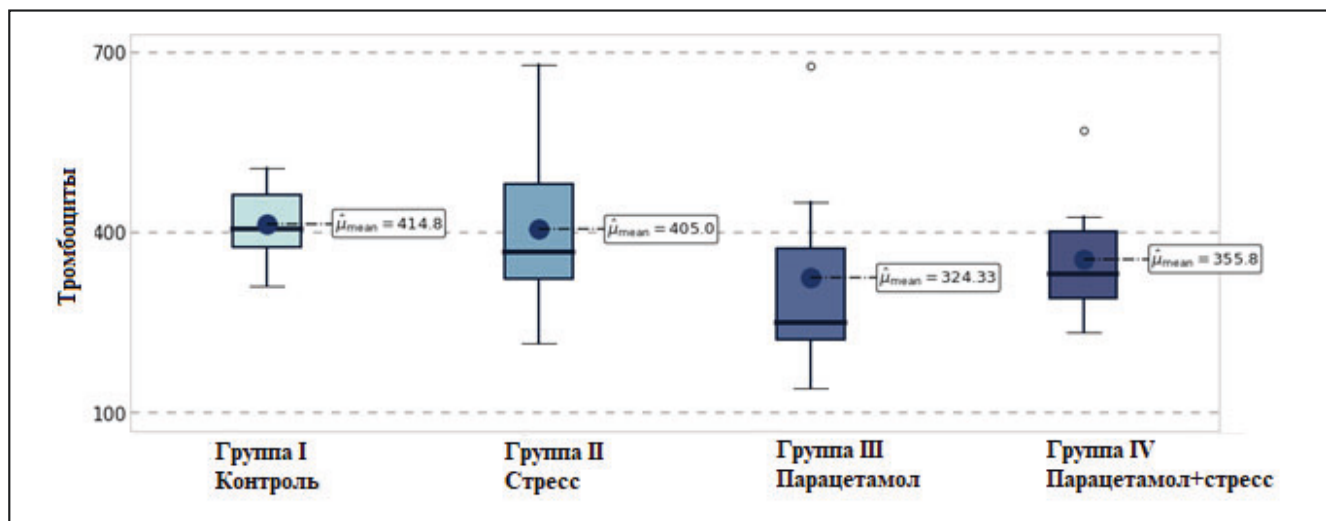 700
400
100
Тромбоциты
μ̂mean = 414.8
μ̂mean = 405.0
μ̂mean = 324.33
μ̂mean = 355.8
Группа I
Контроль
Группа II
Стресс
Группа III
Парацетамол
Группа IV
Парацетамол+стресс